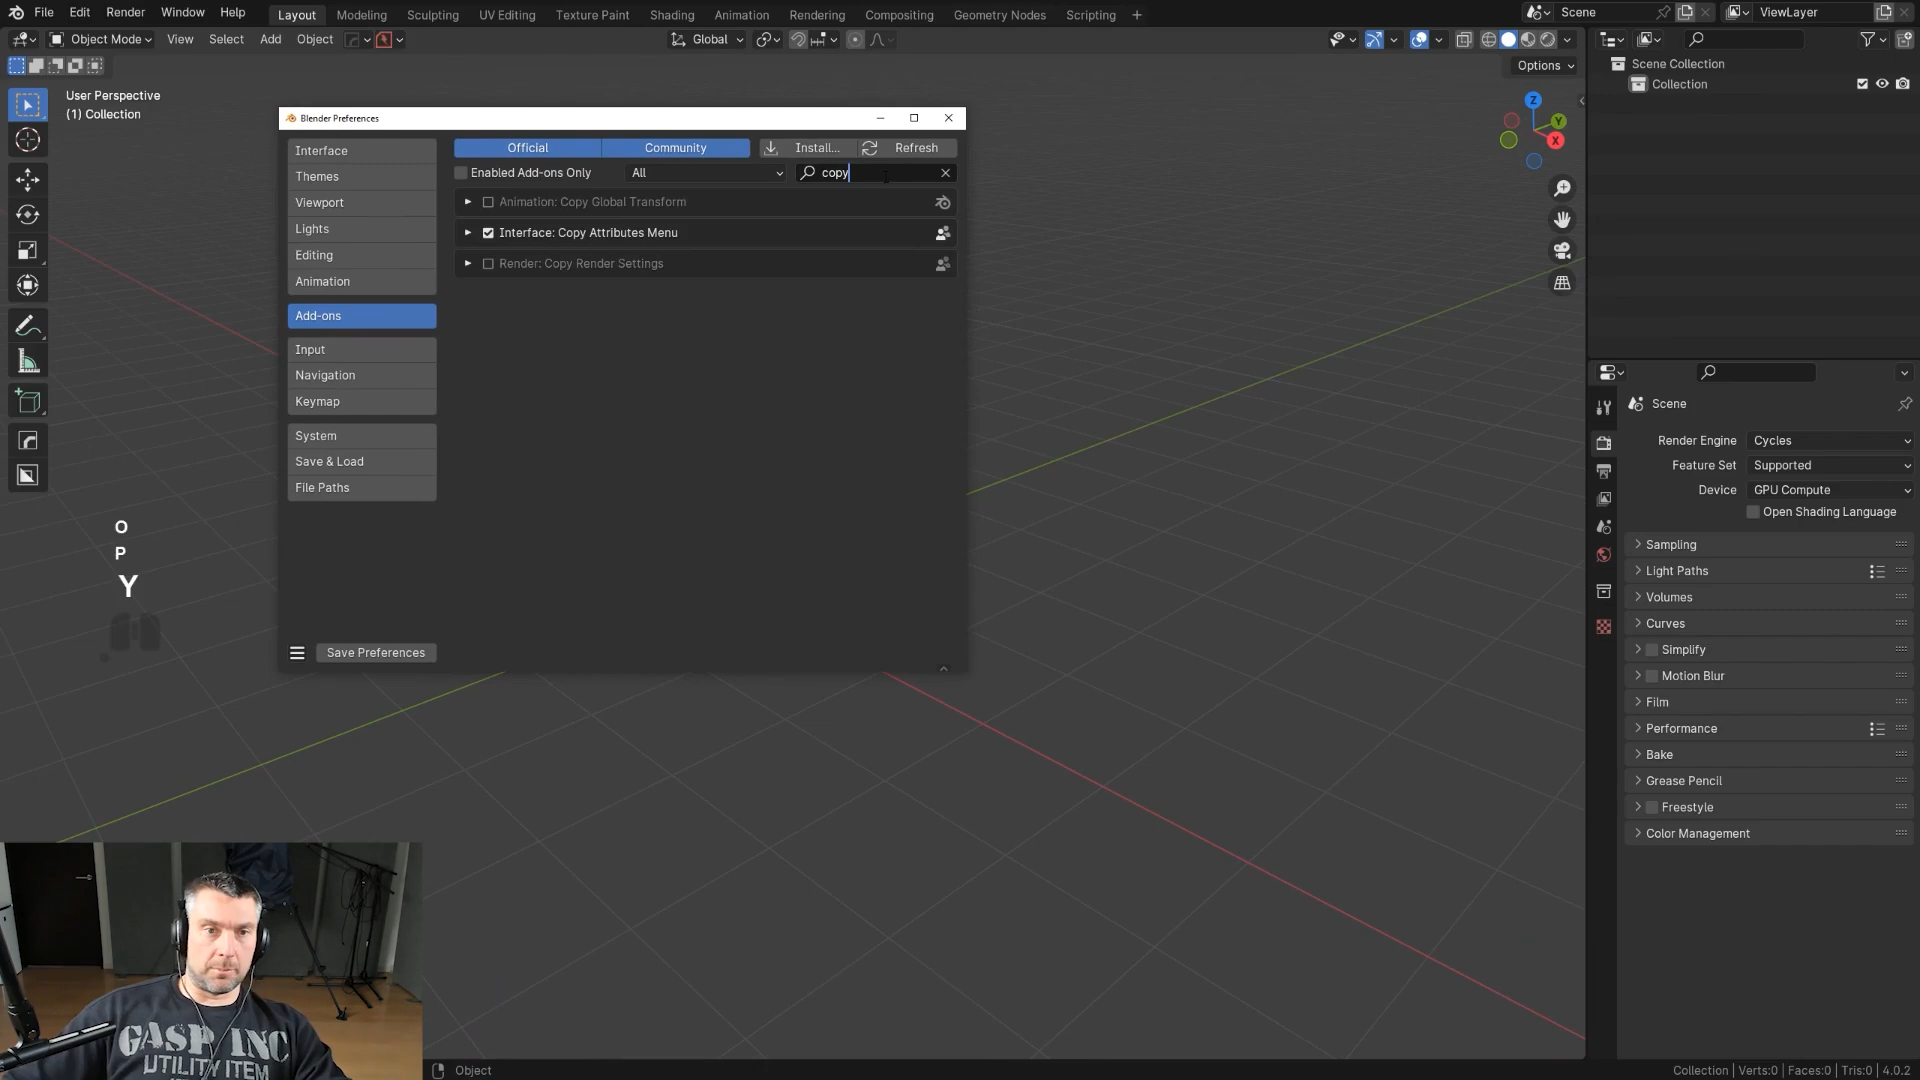 File Edit Render Window Help Layout Modeling Sculpting UV Editing Texture Paint Shading Animation Rendering Compositing Geometry Nodes Scripting + Scene ViewLayer
Object Mode View Select Add Object Global
Options
User Perspective
(1) Collection
Z
Y
X
Scene Collection
Collection
Blender Preferences
Interface
Themes
Viewport
Lights
Editing
Animation
Add-ons
Input
Navigation
Keymap
System
Save & Load
File Paths
Save Preferences
Official Community Install... Refresh
Enabled Add-ons Only All copy
Animation: Copy Global Transform
Interface: Copy Attributes Menu
Render: Copy Render Settings
O
P
Y
Scene
Render Engine Cycles
Feature Set Supported
Device GPU Compute
Open Shading Language
Sampling
Light Paths
Volumes
Curves
Simplify
Motion Blur
Film
Performance
Bake
Grease Pencil
Freestyle
Color Management
GASP INC
UTILITY ITEM
Object
Collection | Verts:0 | Faces:0 | Tris:0 | 4.0.2